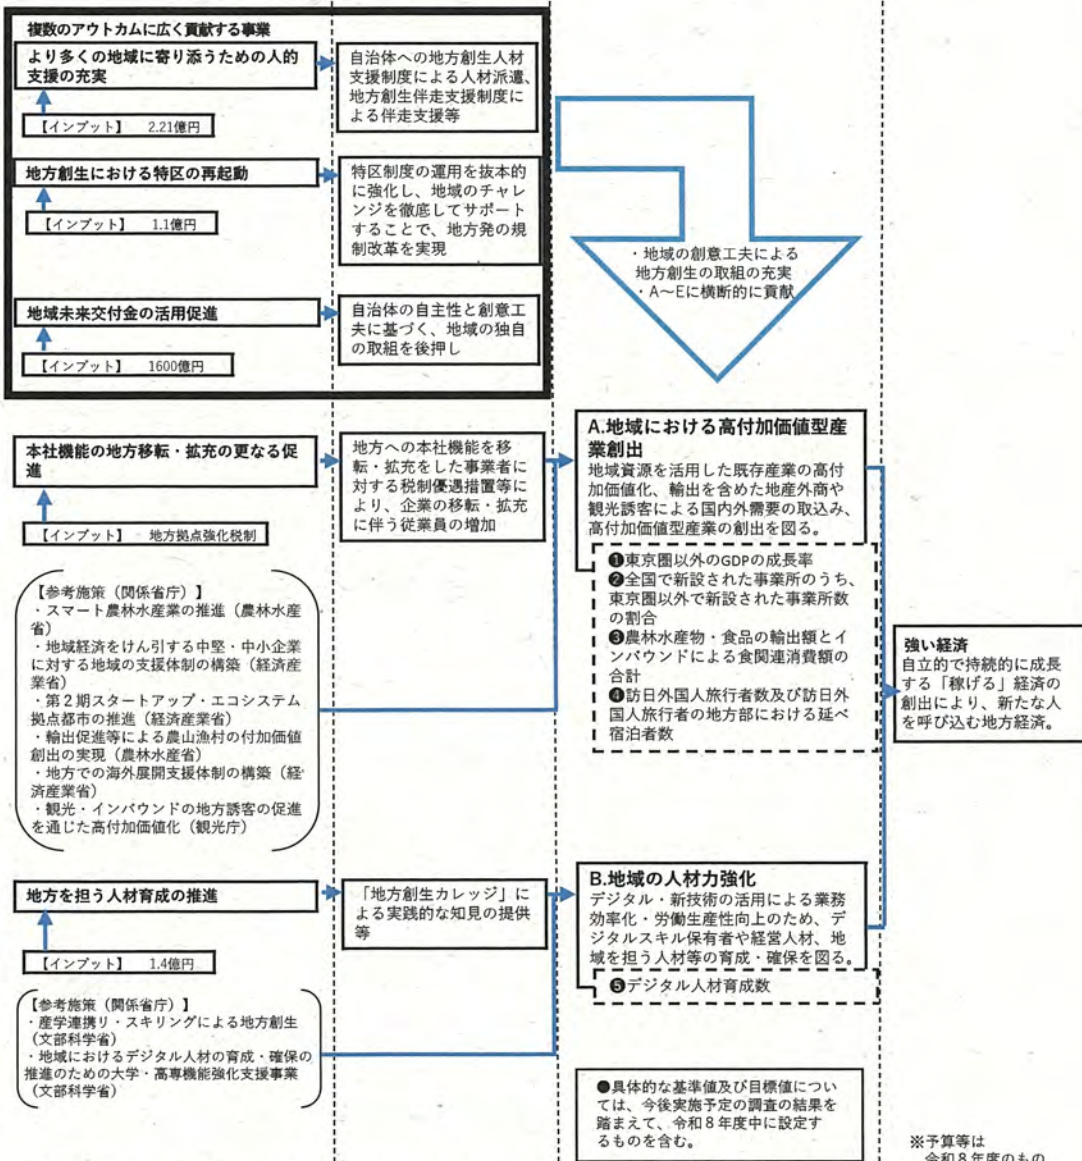 複数のアウトカムに広く貢献する事業
より多くの地域に寄り添うための人的
支援の充実
【インプット】 2.21億円
自治体への地方創生人材
支援制度による人材派遣、
地方創生伴走支援制度に
よる伴走支援等
地方創生における特区の再起動
【インプット】 1.1億円
特区制度の運用を抜本的
に強化し、地域のチャレ
ンジを徹底してサポート
することで、地方発の規
制改革を実現
地域未来交付金の活用促進
【インプット】 1600億円
自治体の自主性と創意工
夫に基づく、地域の独自
の取組を後押し
・地域の創意工夫による
地方創生の取組の充実
・A～Eに横断的に貢献
本社機能の地方移転・拡充の更なる促
進
【インプット】 地方拠点強化税制
地方への本社機能を移
転・拡充をした事業者に
対する税制優遇措置等に
より、企業の移転・拡充
に伴う従業員の増加
【参考施策（関係省庁）】
・スマート農林水産業の推進（農林水産
省）
・地域経済をけん引する中堅・中小企業
に対する地域の支援体制の構築（経済産
業省）
・第２期スタートアップ・エコシステム
拠点都市の推進（経済産業省）
・輸出促進等による農山漁村の付加価値
創出の実現（農林水産省）
・地方での海外展開支援体制の構築（経
済産業省）
・観光・インバウンドの地方誘客の促進
を通じた高付加価値化（観光庁）
A.地域における高付加価値型産
業創出
地域資源を活用した既存産業の高付
加価値化、輸出を含めた地産外商や
観光誘客による国内外需要の取込み、
高付加価値型産業の創出を図る。
❶東京圏以外のGDPの成長率
❷全国で新設された事業所のうち、
東京圏以外で新設された事業所数
の割合
❸農林水産物・食品の輸出額とイ
ンバウンドによる食関連消費額の
合計
❹訪日外国人旅行者数及び訪日外
国人旅行者の地方部における延べ
宿泊者数
強い経済
自立的で持続的に成長
する「稼げる」経済の
創出により、新たな人
を呼び込む地方経済。
地方を担う人材育成の推進
【インプット】 1.4億円
「地方創生カレッジ」に
よる実践的な知見の提供
等
【参考施策（関係省庁）】
・産学連携リ・スキリングによる地方創生
（文部科学省）
・地域におけるデジタル人材の育成・確保の
推進のための大学・高専機能強化支援事業
（文部科学省）
B.地域の人材力強化
デジタル・新技術の活用による業務
効率化・労働生産性向上のため、デ
ジタルスキル保有者や経営人材、地
域を担う人材等の育成・確保を図る。
❺デジタル人材育成数
●具体的な基準値及び目標値につい
ては、今後実施予定の調査の結果を
踏まえて、令和８年度中に設定す
るものを含む。
※予算等は
令和８年度のもの